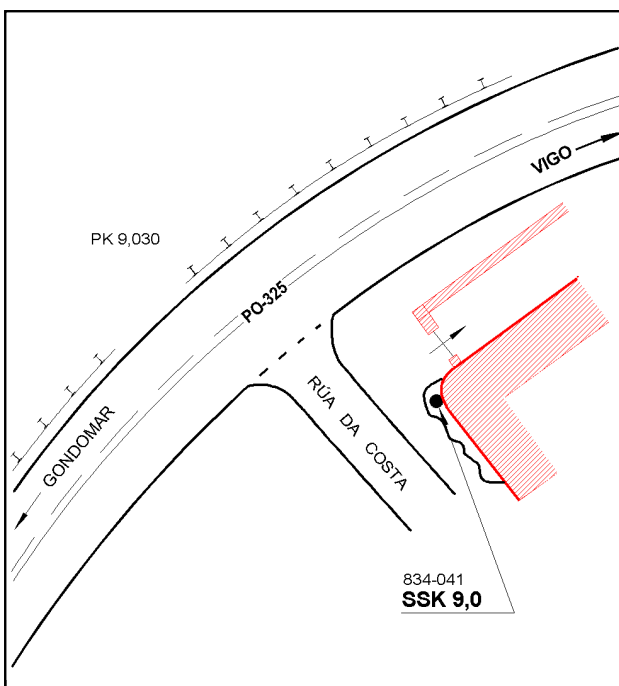 VIGO
PK 9,030
PO-325
RÚA DA COSTA
GONDOMAR
834-041
SSK 9,0